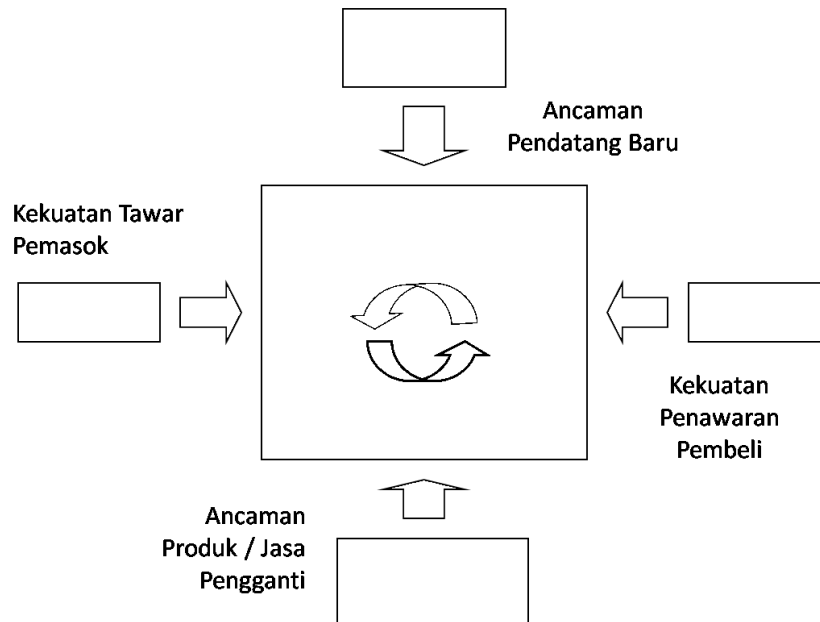 Ancaman
Pendatang Baru
Kekuatan Tawar
Pemasok
Kekuatan
Penawaran
Pembeli
Ancaman
Produk / Jasa
Pengganti